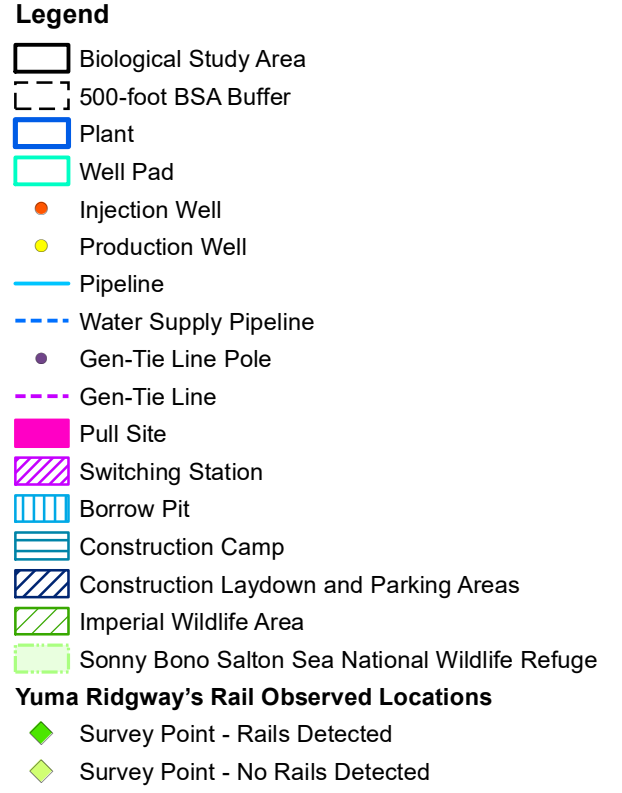 Legend
Biological Study Area
500-foot BSA Buffer
Plant
Well Pad
Injection Well
Production Well
Pipeline
Water Supply Pipeline
Gen-Tie Line Pole
Gen-Tie Line
Pull Site
Switching Station
Borrow Pit
Construction Camp
Construction Laydown and Parking Areas
Imperial Wildlife Area
Sonny Bono Salton Sea National Wildlife Refuge
Yuma Ridgway’s Rail Observed Locations
Survey Point - Rails Detected
Survey Point - No Rails Detected